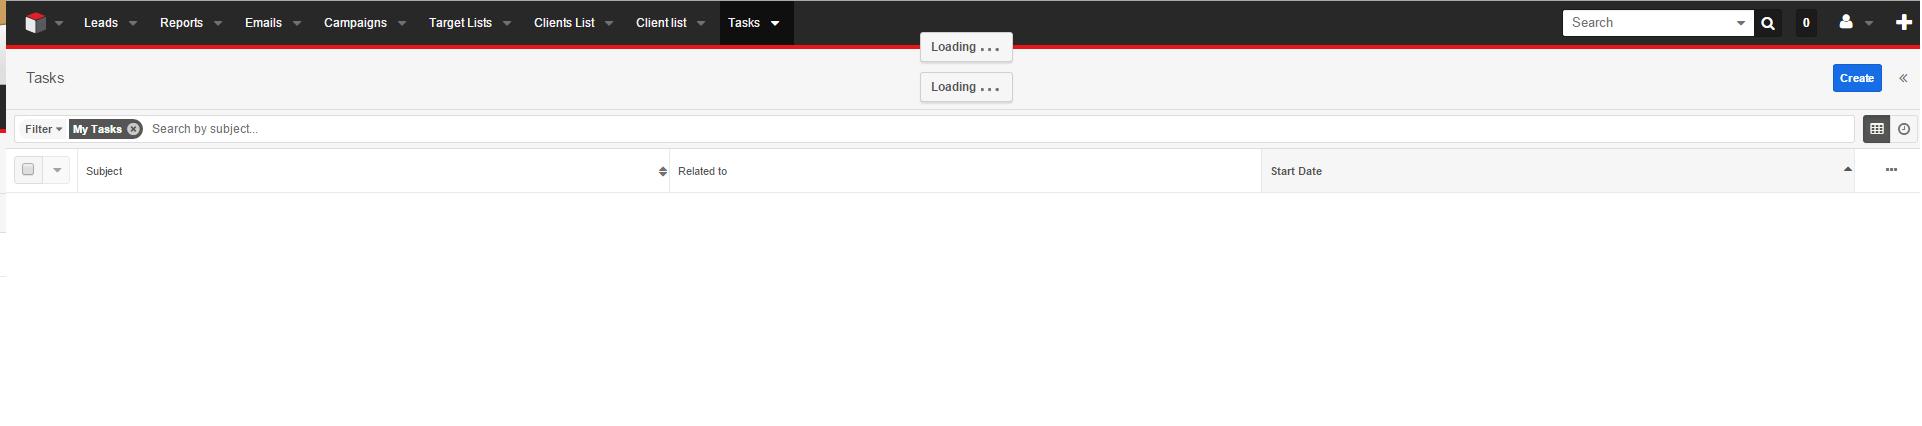 Leads Reports Emails Campaigns Target Lists Clients List Client list Tasks Search 0
Loading ...
Tasks Loading ... Create
Filter My Tasks Search by subject...
Subject Related to Start Date